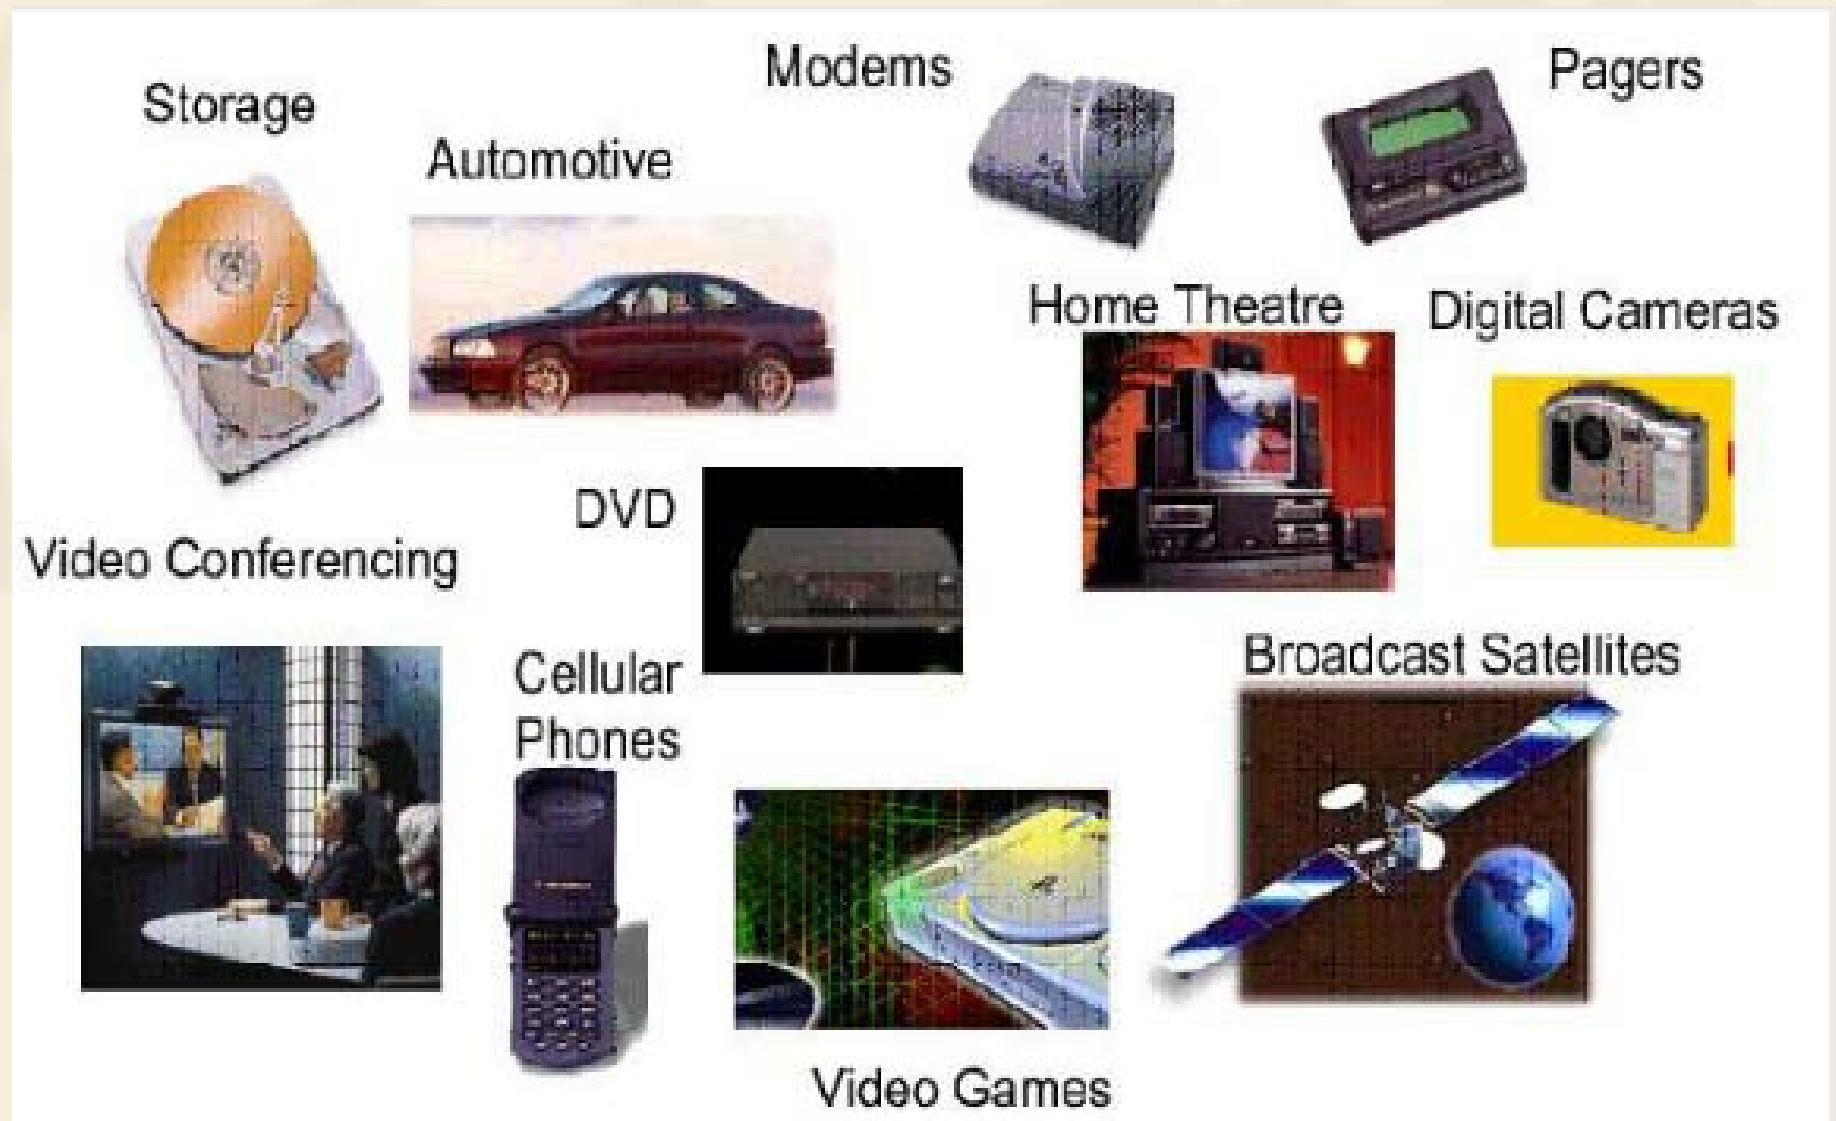 Storage
Automotive
Modems
Pagers
Home Theatre
Digital Cameras
DVD
Video Conferencing
Cellular
Phones
Broadcast Satellites
Video Games